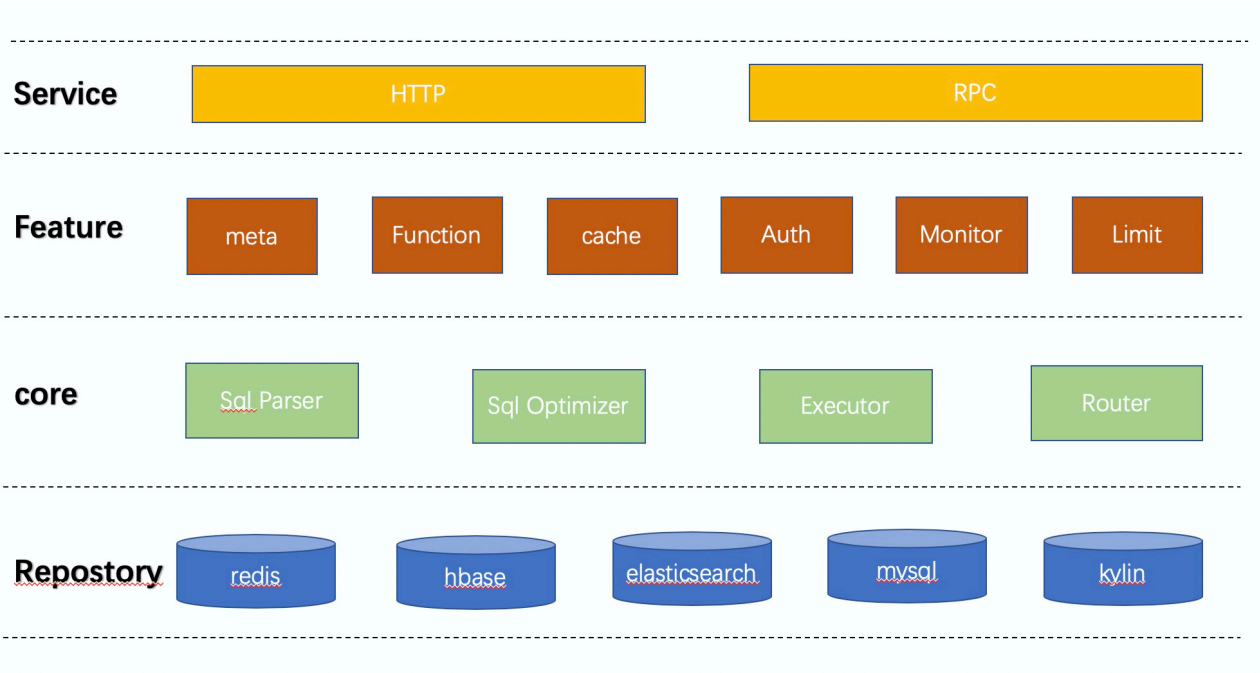 Service
HTTP
RPC
Feature
meta
Function
cache
Auth
Monitor
Limit
core
Sql Parser
Sql Optimizer
Executor
Router
Repostory
redis
hbase
elasticsearch
mysql
kylin